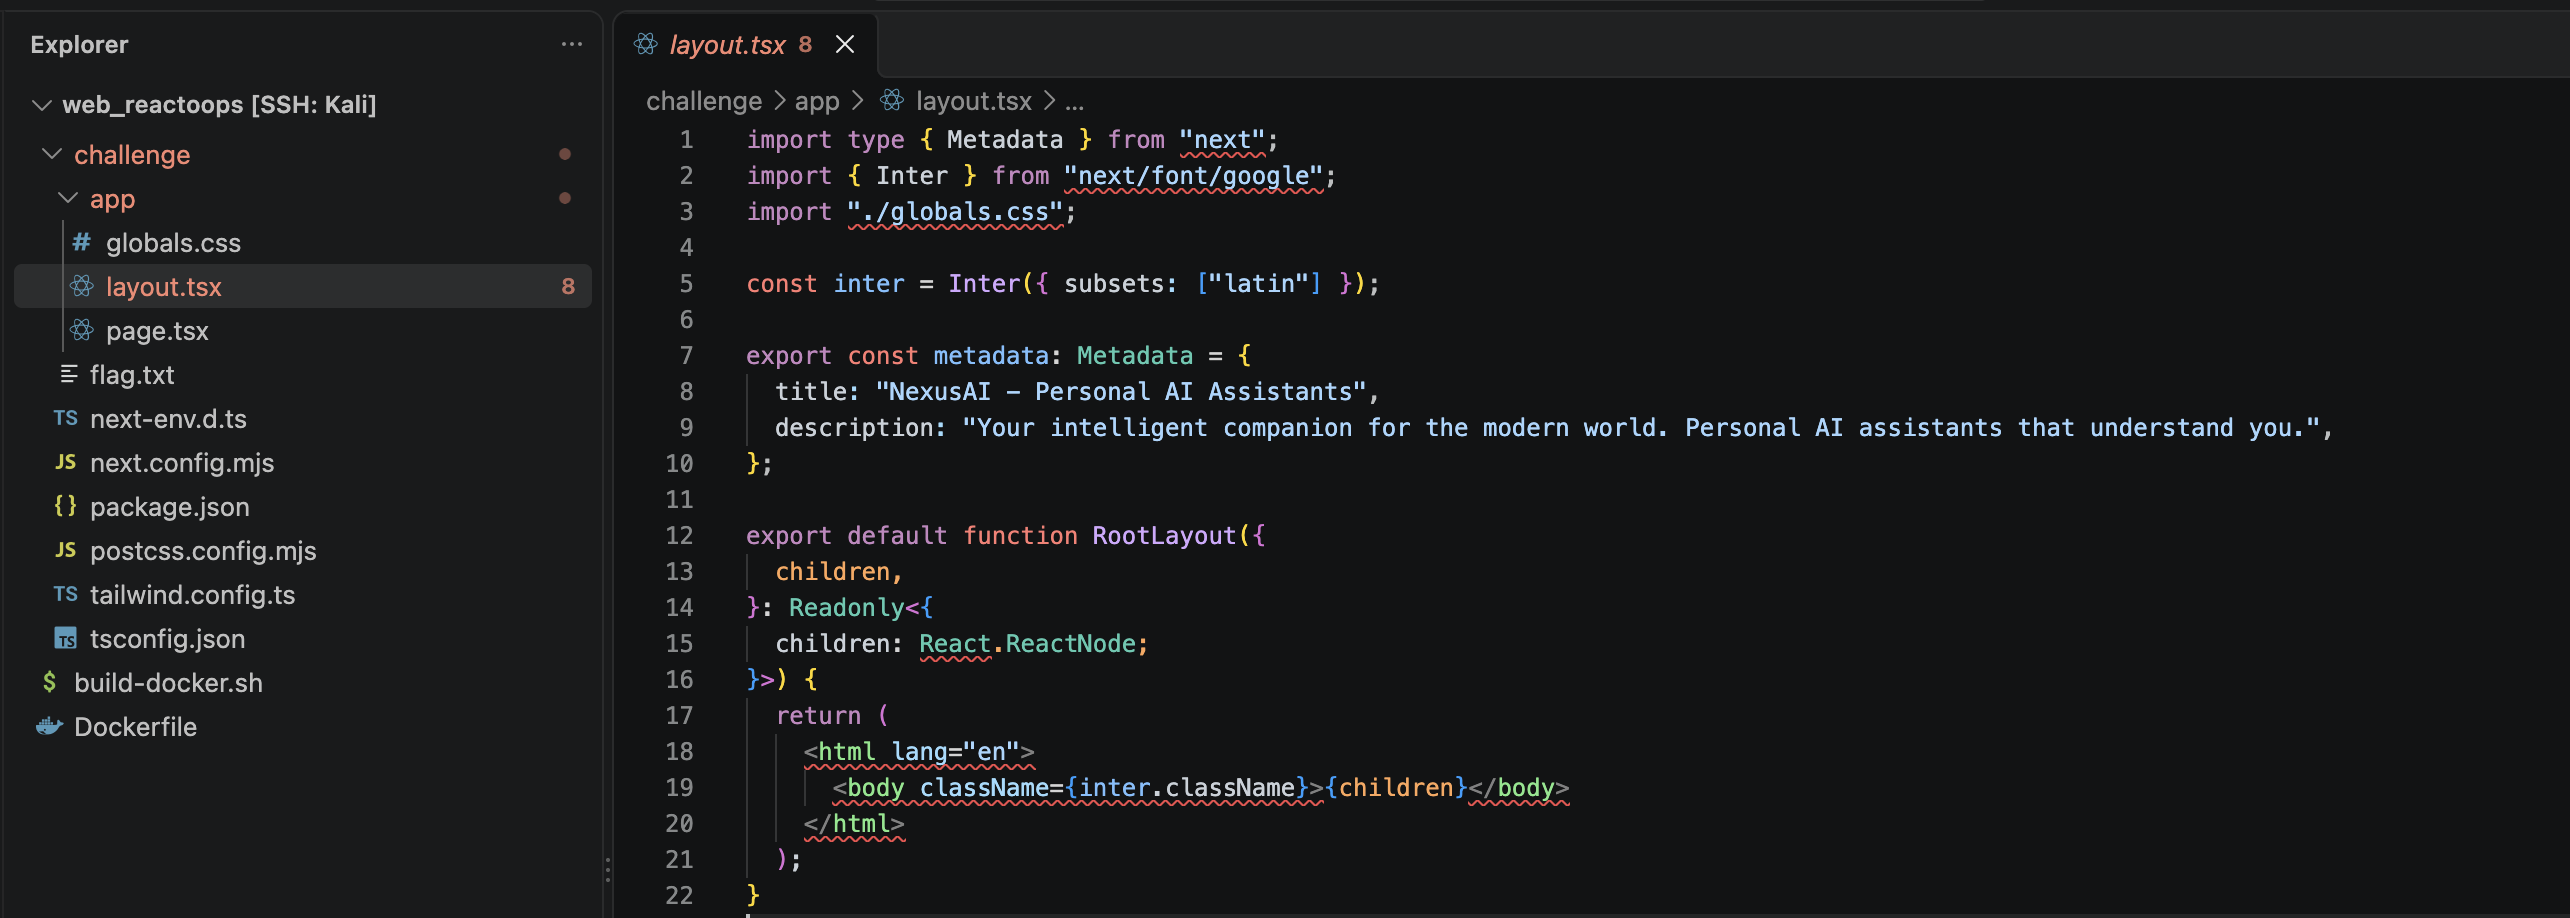 Explorer
web_reactoops [SSH: Kali]
challenge
app
# globals.css
layout.tsx 8
page.tsx
flag.txt
TS next-env.d.ts
JS next.config.mjs
{} package.json
JS postcss.config.mjs
TS tailwind.config.ts
TS tsconfig.json
$ build-docker.sh
Dockerfile
layout.tsx 8
challenge > app > layout.tsx > ...
1 import type { Metadata } from "next";
2 import { Inter } from "next/font/google";
3 import "./globals.css";
4
5 const inter = Inter({ subsets: ["latin"] });
6
7 export const metadata: Metadata = {
8   title: "NexusAI - Personal AI Assistants",
9   description: "Your intelligent companion for the modern world. Personal AI assistants that understand you.",
10 };
11
12 export default function RootLayout({
13   children,
14 }: Readonly<{
15   children: React.ReactNode;
16 }>) {
17   return (
18     <html lang="en">
19       <body className={inter.className}>{children}</body>
20     </html>
21   );
22 }